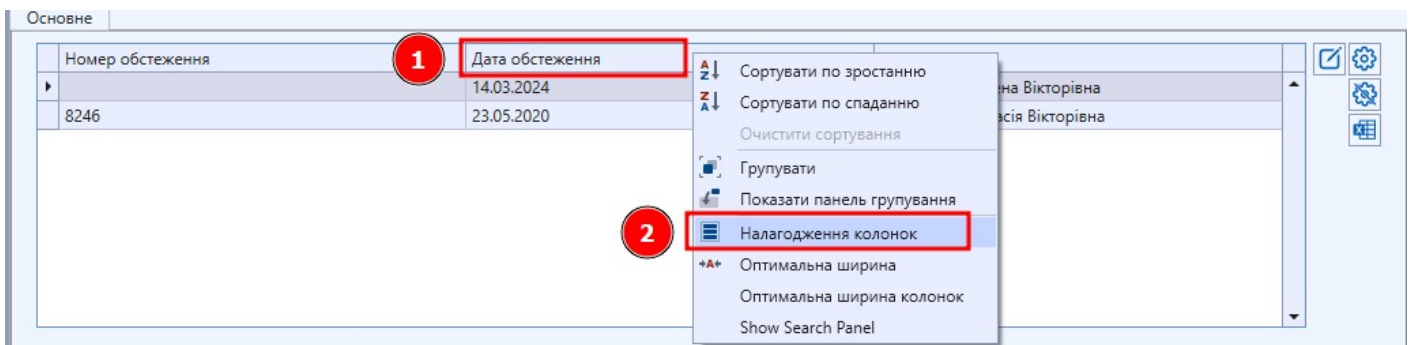 Основне
Номер обстеження
1
Дата обстеження
14.03.2024
на Вікторівна
8246
23.05.2020
асія Вікторівна
Сортувати по зростанню
Сортувати по спаданню
Очистити сортування
Групувати
Показати панель групування
2
Налагодження колонок
Оптимальна ширина
Оптимальна ширина колонок
Show Search Panel